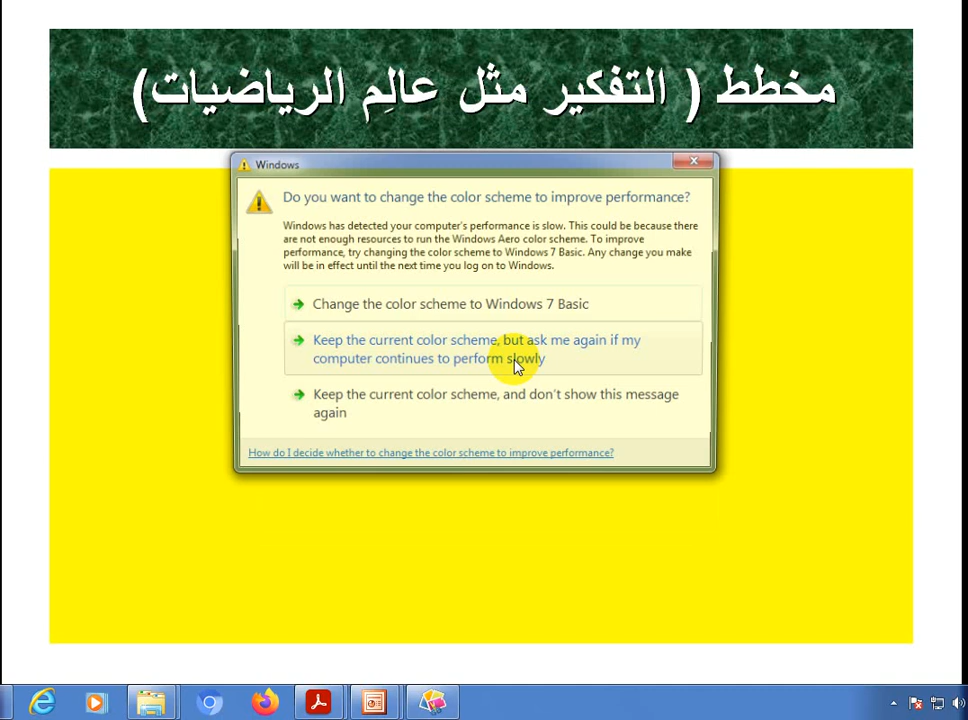 مخطط ( التفكير مثل عالِم الرياضيات)
Windows
Do you want to change the color scheme to improve performance?
Windows has detected your computer's performance is slow. This could be because there
are not enough resources to run the Windows Aero color scheme. To improve
performance, try changing the color scheme to Windows 7 Basic. Any change you make
will be in effect until the next time you log on to Windows.
Change the color scheme to Windows 7 Basic
Keep the current color scheme, but ask me again if my
computer continues to perform slowly
Keep the current color scheme, and don't show this message
again
How do I decide whether to change the color scheme to improve performance?